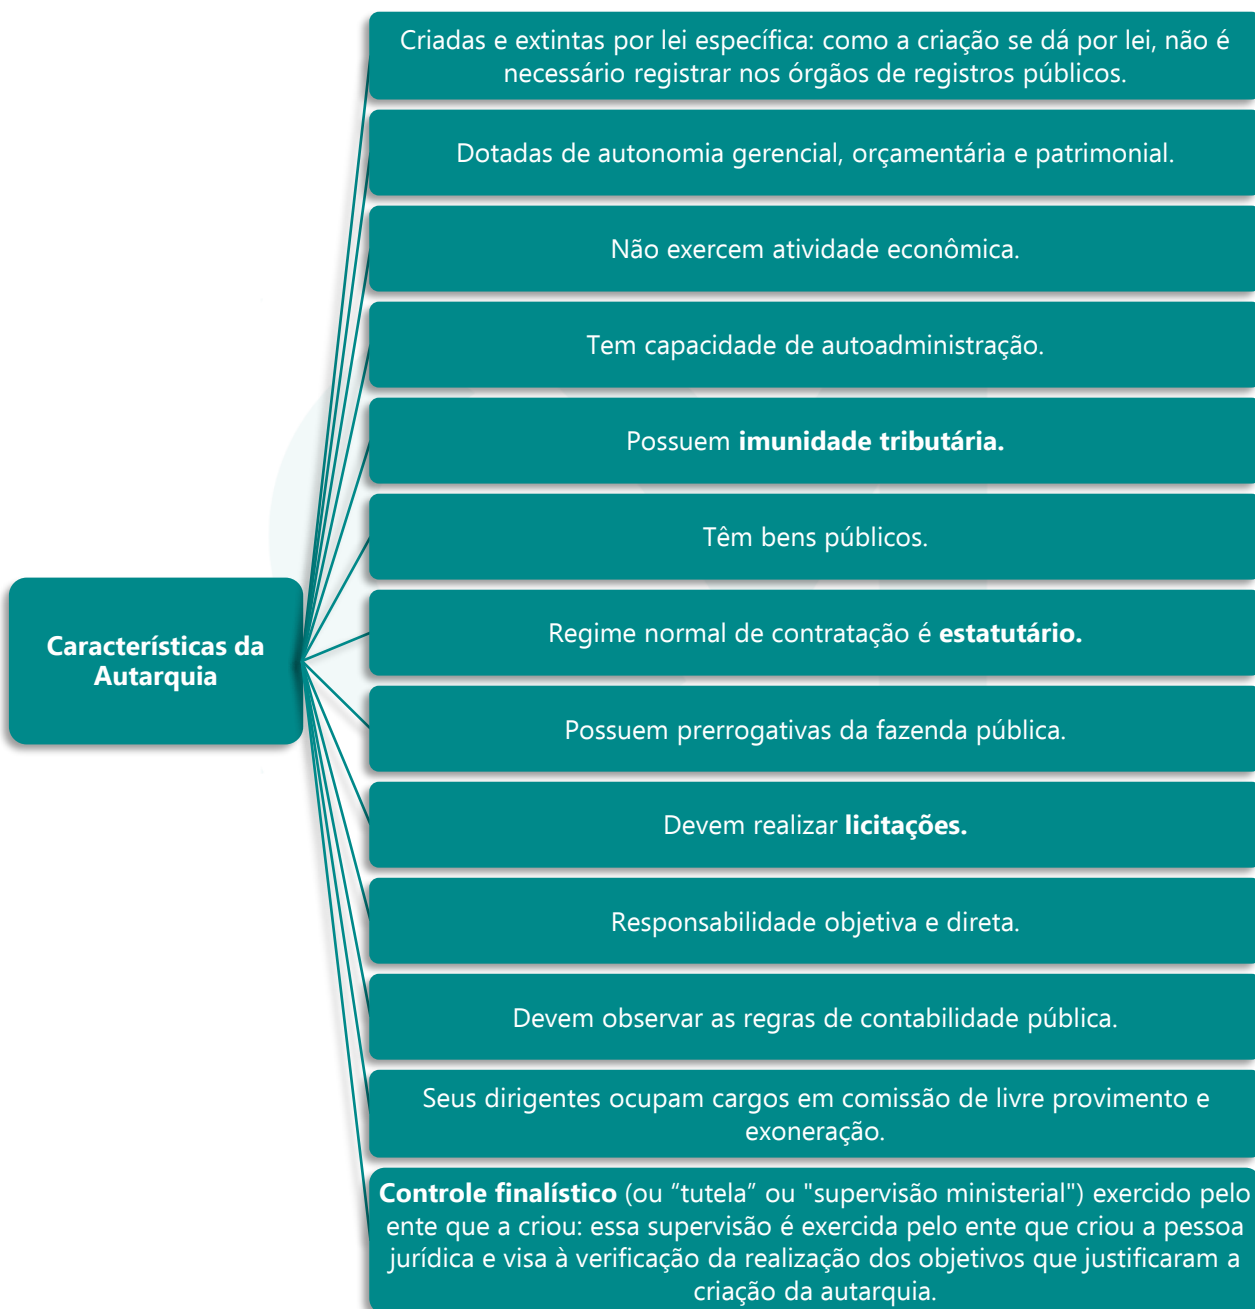 Características da
Autarquia
Criadas e extintas por lei específica: como a criação se dá por lei, não é
necessário registrar nos órgãos de registros públicos.
Dotadas de autonomia gerencial, orçamentária e patrimonial.
Não exercem atividade econômica.
Tem capacidade de autoadministração.
Possuem imunidade tributária.
Têm bens públicos.
Regime normal de contratação é estatutário.
Possuem prerrogativas da fazenda pública.
Devem realizar licitações.
Responsabilidade objetiva e direta.
Devem observar as regras de contabilidade pública.
Seus dirigentes ocupam cargos em comissão de livre provimento e
exoneração.
Controle finalístico (ou “tutela” ou "supervisão ministerial") exercido pelo
ente que a criou: essa supervisão é exercida pelo ente que criou a pessoa
jurídica e visa à verificação da realização dos objetivos que justificaram a
criação da autarquia.